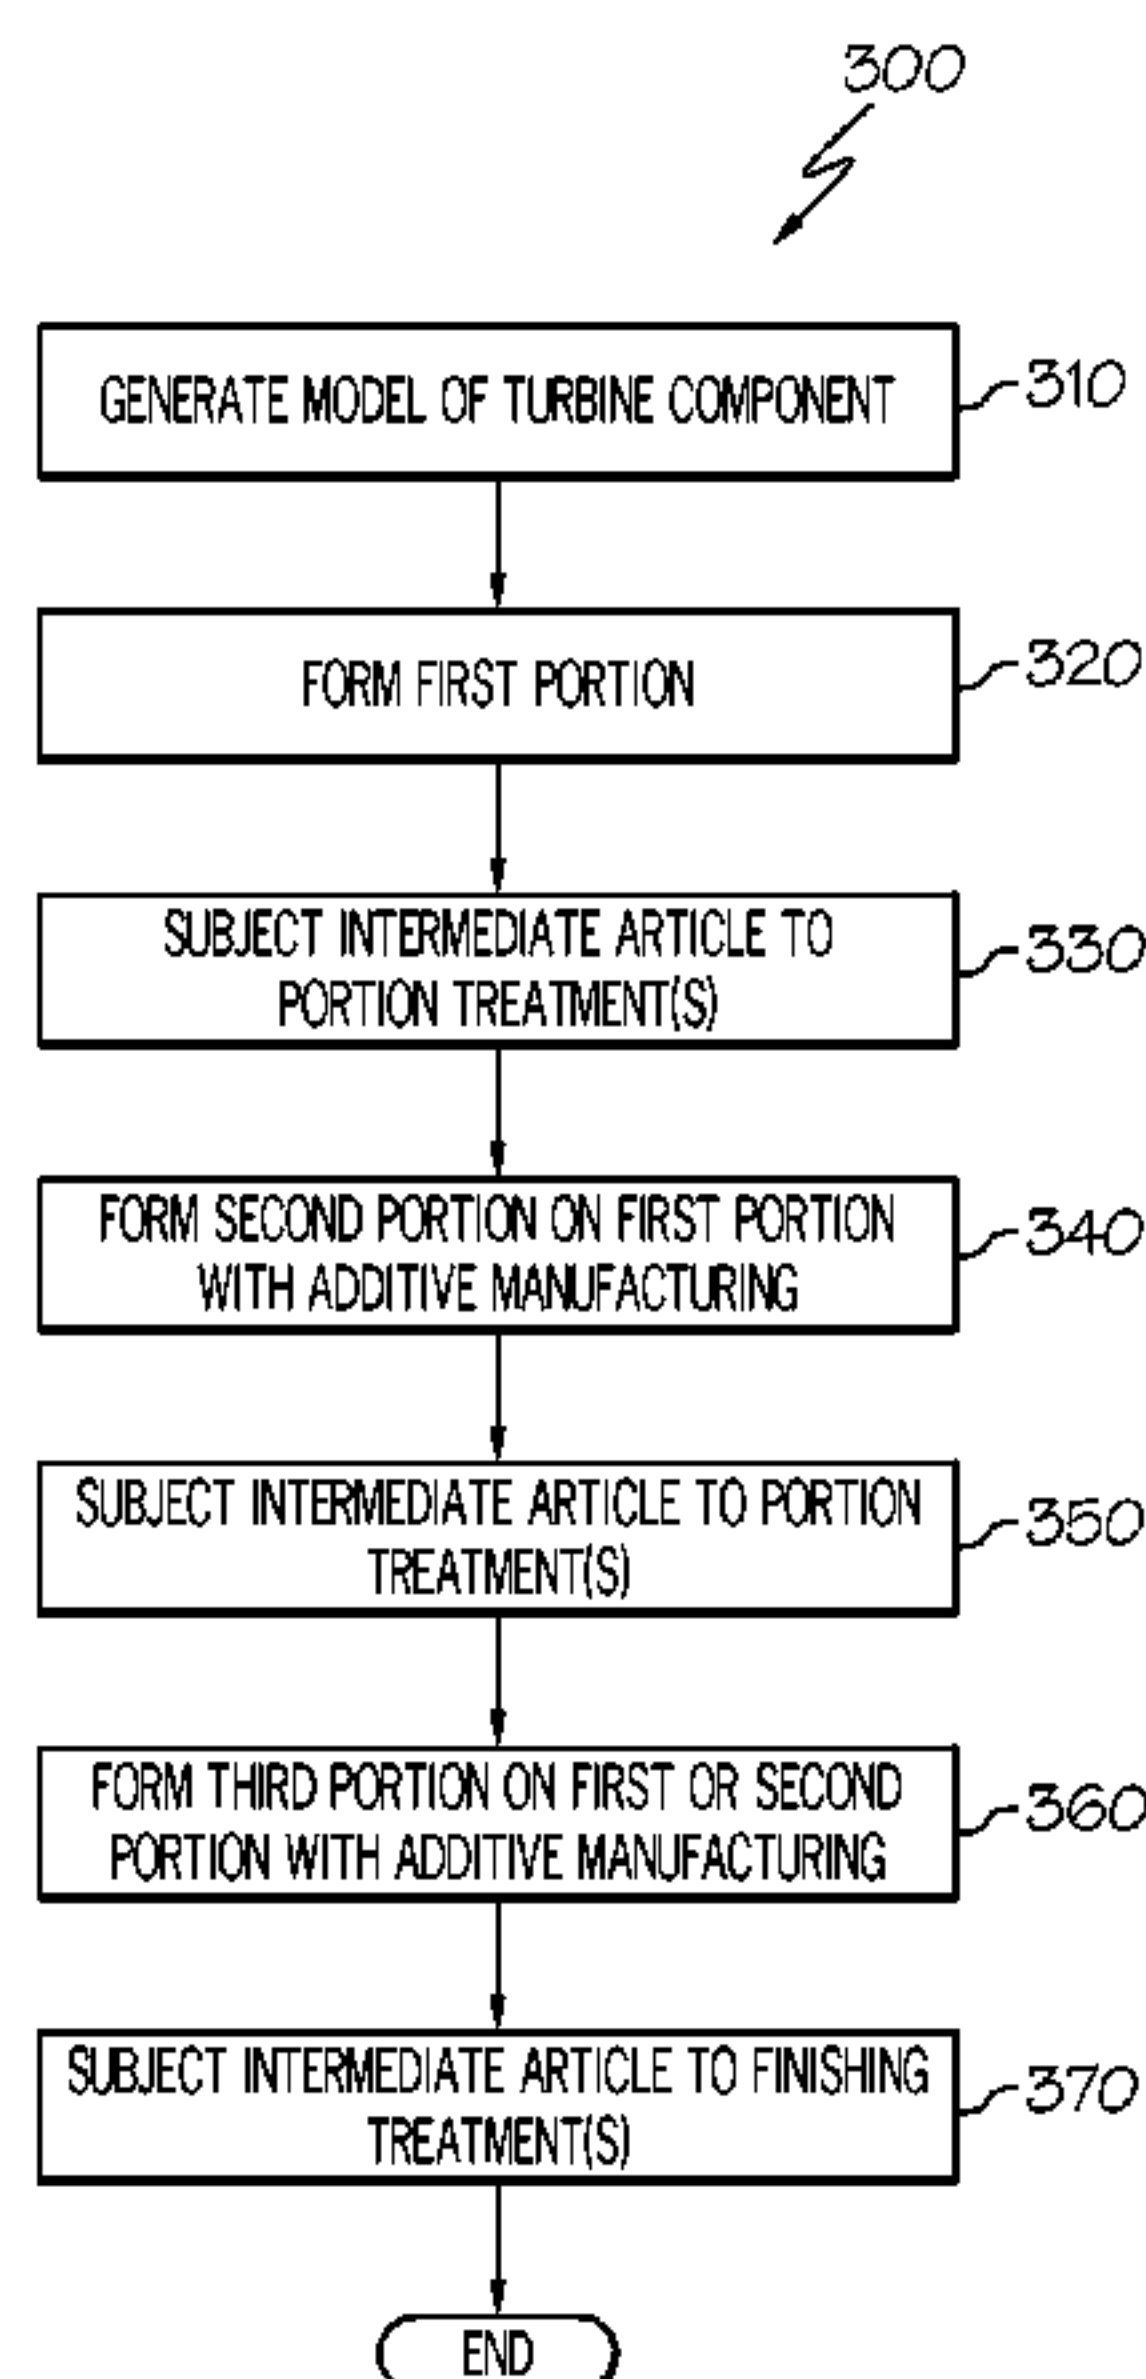 300
GENERATE MODEL OF TURBINE COMPONENT
310
FORM FIRST PORTION
320
SUBJECT INTERMEDIATE ARTICLE TO
PORTION TREATMENT(S)
330
FORM SECOND PORTION ON FIRST PORTION
WITH ADDITIVE MANUFACTURING
340
SUBJECT INTERMEDIATE ARTICLE TO PORTION
TREATMENT(S)
350
FORM THIRD PORTION ON FIRST OR SECOND
PORTION WITH ADDITIVE MANUFACTURING
360
SUBJECT INTERMEDIATE ARTICLE TO FINISHING
TREATMENT(S)
370
END